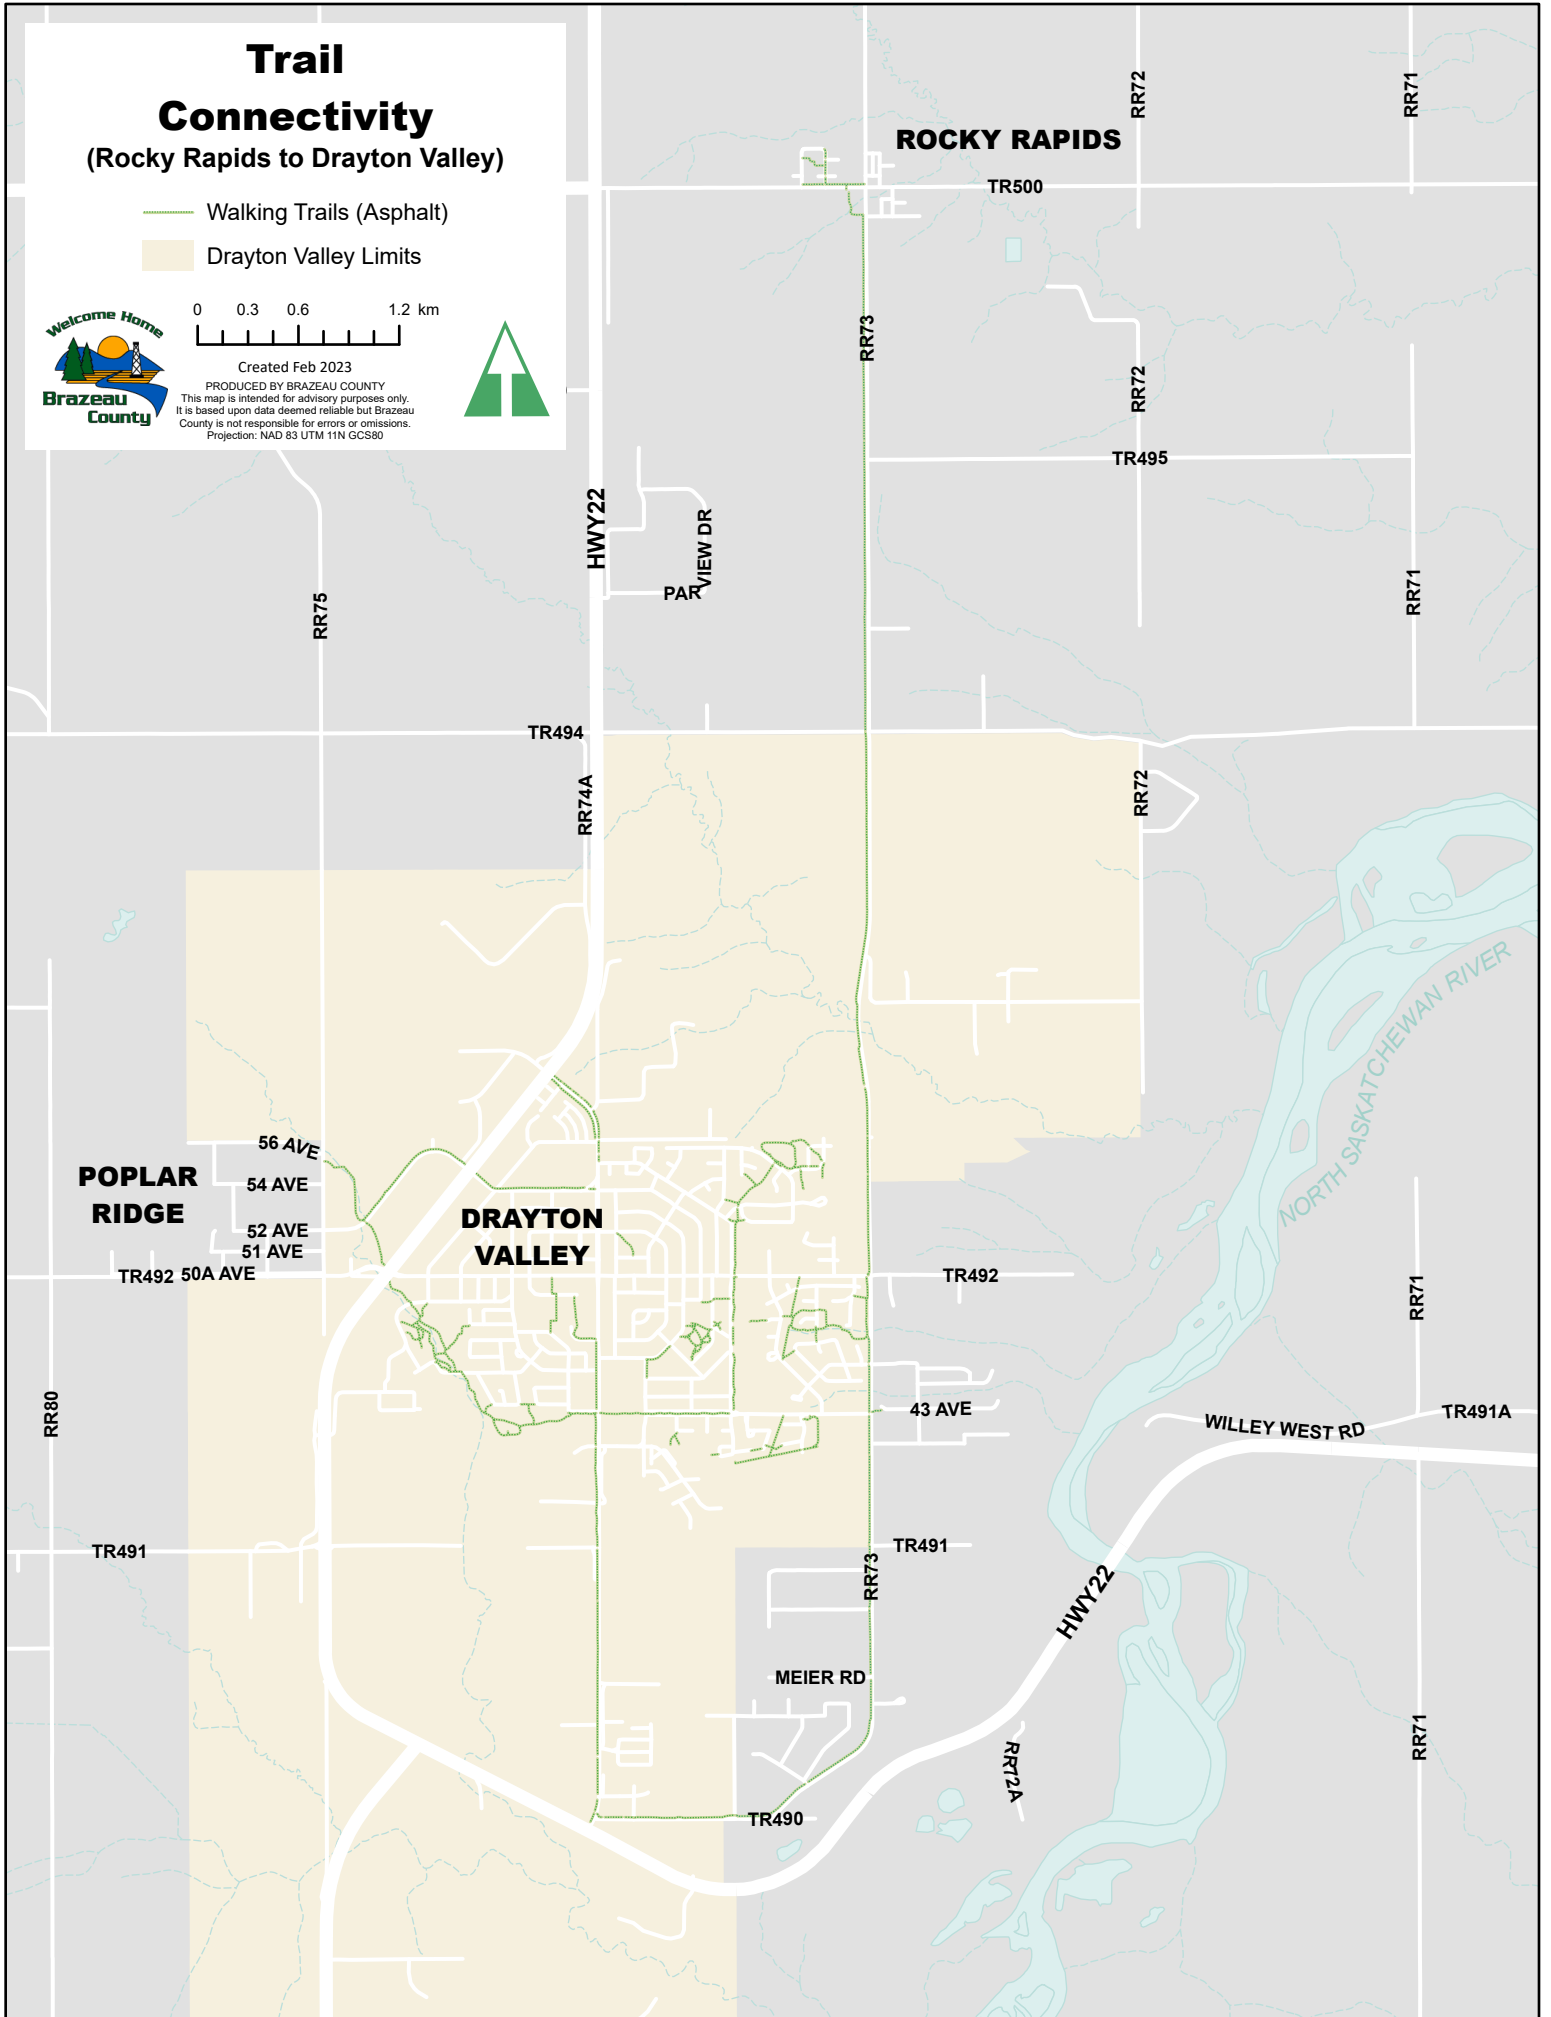 Trail
Connectivity
(Rocky Rapids to Drayton Valley)
Walking Trails (Asphalt)
Drayton Valley Limits
0 0.3 0.6 1.2 km
Welcome Home
Brazeau
County
Created Feb 2023
PRODUCED BY BRAZEAU COUNTY
This map is intended for advisory purposes only.
It is based upon data deemed reliable but Brazeau
County is not responsible for errors or omissions.
Projection: NAD 83 UTM 11N GCS80
RR72
RR71
ROCKY RAPIDS
TR500
RR73
RR72
TR495
HWY22
VIEW DR
PAR
RR75
RR71
TR494
RR74A
RR72
NORTH SASKATCHEWAN RIVER
56 AVE
POPLAR
RIDGE
54 AVE
52 AVE
51 AVE
TR492 50A AVE
DRAYTON
VALLEY
TR492
RR71
RR80
43 AVE
WILLEY WEST RD
TR491A
TR491
TR491
RR73
HWY22
MEIER RD
RR72A
RR71
TR490